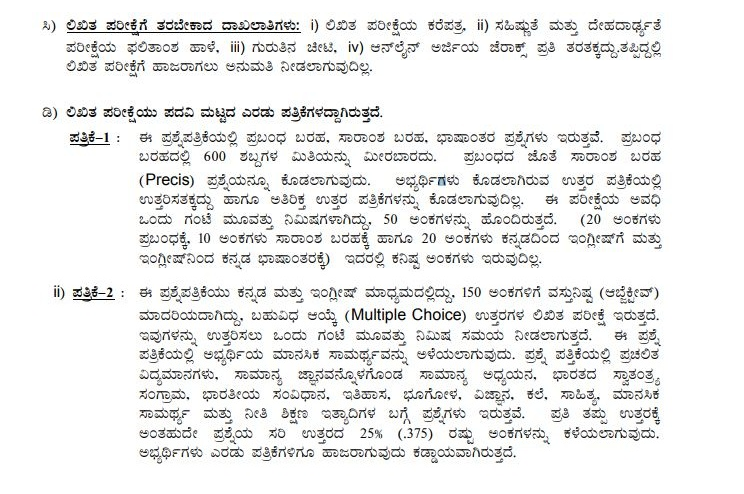 ಸಿ) ಲಿಖಿತ ಪರೀಕ್ಷೆಗೆ ತರಬೇಕಾದ ದಾಖಲಾತಿಗಳು: i) ಲಿಖಿತ ಪರೀಕ್ಷೆಯ ಕರೆಪತ್ರ, ii) ಸಹಿಷ್ಣುತೆ ಮತ್ತು ದೇಹದಾರ್ಢ್ಯತೆ
ಪರೀಕ್ಷೆಯ ಫಲಿತಾಂಶ ಹಾಳೆ, iii) ಗುರುತಿನ ಚೀಟಿ, iv) ಆನ್‌ಲೈನ್ ಅರ್ಜಿಯ ಜೆರಾಕ್ಸ್ ಪ್ರತಿ ತರತಕ್ಕದ್ದು.ತಪ್ಪಿದ್ದಲ್ಲಿ
ಲಿಖಿತ ಪರೀಕ್ಷೆಗೆ ಹಾಜರಾಗಲು ಅನುಮತಿ ನೀಡಲಾಗುವುದಿಲ್ಲ.
ಡಿ) ಲಿಖಿತ ಪರೀಕ್ಷೆಯು ಪದವಿ ಮಟ್ಟದ ಎರಡು ಪತ್ರಿಕೆಗಳದ್ದಾಗಿರುತ್ತದೆ.
ಪತ್ರಿಕೆ–1 : ಈ ಪ್ರಶ್ನೆಪತ್ರಿಕೆಯಲ್ಲಿ ಪ್ರಬಂಧ ಬರಹ, ಸಾರಾಂಶ ಬರಹ, ಭಾಷಾಂತರ ಪ್ರಶ್ನೆಗಳು ಇರುತ್ತವೆ. ಪ್ರಬಂಧ
ಬರಹದಲ್ಲಿ 600 ಶಬ್ದಗಳ ಮಿತಿಯನ್ನು ಮೀರಬಾರದು. ಪ್ರಬಂಧದ ಜೊತೆ ಸಾರಾಂಶ ಬರಹ
(Precis) ಪ್ರಶ್ನೆಯನ್ನೂ ಕೊಡಲಾಗುವುದು. ಅಭ್ಯರ್ಥಿಗಳು ಕೊಡಲಾಗಿರುವ ಉತ್ತರ ಪತ್ರಿಕೆಯಲ್ಲಿ
ಉತ್ತರಿಸತಕ್ಕದ್ದು ಹಾಗೂ ಅತಿರಿಕ್ತ ಉತ್ತರ ಪತ್ರಿಕೆಗಳನ್ನು ಕೊಡಲಾಗುವುದಿಲ್ಲ. ಈ ಪರೀಕ್ಷೆಯ ಅವಧಿ
ಒಂದು ಗಂಟೆ ಮೂವತ್ತು ನಿಮಿಷಗಳಾಗಿದ್ದು, 50 ಅಂಕಗಳನ್ನು ಹೊಂದಿರುತ್ತದೆ. (20 ಅಂಕಗಳು
ಪ್ರಬಂಧಕ್ಕೆ, 10 ಅಂಕಗಳು ಸಾರಾಂಶ ಬರಹಕ್ಕೆ ಹಾಗೂ 20 ಅಂಕಗಳು ಕನ್ನಡದಿಂದ ಇಂಗ್ಲೀಷ್‌ಗೆ ಮತ್ತು
ಇಂಗ್ಲೀಷ್‌ನಿಂದ ಕನ್ನಡ ಭಾಷಾಂತರಕ್ಕೆ) ಇದರಲ್ಲಿ ಕನಿಷ್ಟ ಅಂಕಗಳು ಇರುವುದಿಲ್ಲ.
ii) ಪತ್ರಿಕೆ–2 : ಈ ಪ್ರಶ್ನೆಪತ್ರಿಕೆಯು ಕನ್ನಡ ಮತ್ತು ಇಂಗ್ಲೀಷ್ ಮಾಧ್ಯಮದಲ್ಲಿದ್ದು, 150 ಅಂಕಗಳಿಗೆ ವಸ್ತುನಿಷ್ಟ (ಆಬ್ಜೆಕ್ಟೀವ್)
ಮಾದರಿಯದಾಗಿದ್ದು, ಬಹುವಿಧ ಆಯ್ಕೆ (Multiple Choice) ಉತ್ತರಗಳ ಲಿಖಿತ ಪರೀಕ್ಷೆ ಇರುತ್ತದೆ.
ಇವುಗಳನ್ನು ಉತ್ತರಿಸಲು ಒಂದು ಗಂಟೆ ಮೂವತ್ತು ನಿಮಿಷ ಸಮಯ ನೀಡಲಾಗುತ್ತದೆ. ಈ ಪ್ರಶ್ನೆ
ಪತ್ರಿಕೆಯಲ್ಲಿ ಅಭ್ಯರ್ಥಿಯ ಮಾನಸಿಕ ಸಾಮರ್ಥ್ಯವನ್ನು ಅಳೆಯಲಾಗುವುದು. ಪ್ರಶ್ನೆ ಪತ್ತಿಕೆಯಲ್ಲಿ ಪ್ರಚಲಿತ
ವಿದ್ಯಮಾನಗಳು, ಸಾಮಾನ್ಯ ಜ್ಞಾನವನ್ನೊಳಗೊಂಡ ಸಾಮಾನ್ಯ ಅಧ್ಯಯನ, ಭಾರತದ ಸ್ವಾತಂತ್ರ್ಯ
ಸಂಗ್ರಾಮ, ಭಾರತೀಯ ಸಂವಿಧಾನ, ಇತಿಹಾಸ, ಭೂಗೋಳ, ವಿಜ್ಞಾನ, ಕಲೆ, ಸಾಹಿತ್ಯ, ಮಾನಸಿಕ
ಸಾಮರ್ಥ್ಯ ಮತ್ತು ನೀತಿ ಶಿಕ್ಷಣ ಇತ್ಯಾದಿಗಳ ಬಗ್ಗೆ ಪ್ರಶ್ನೆಗಳು ಇರುತ್ತವೆ. ಪ್ರತಿ ತಪ್ಪು ಉತ್ತರಕ್ಕೆ
ಅಂತಹುದೇ ಪ್ರಶ್ನೆಯ ಸರಿ ಉತ್ತರದ 25% (.375) ರಷ್ಟು ಅಂಕಗಳನ್ನು ಕಳೆಯಲಾಗುವುದು.
ಅಭ್ಯರ್ಥಿಗಳು ಎರಡು ಪತ್ರಿಕೆಗಳಿಗೂ ಹಾಜರಾಗುವುದು ಕಡ್ಡಾಯವಾಗಿರುತ್ತದೆ.